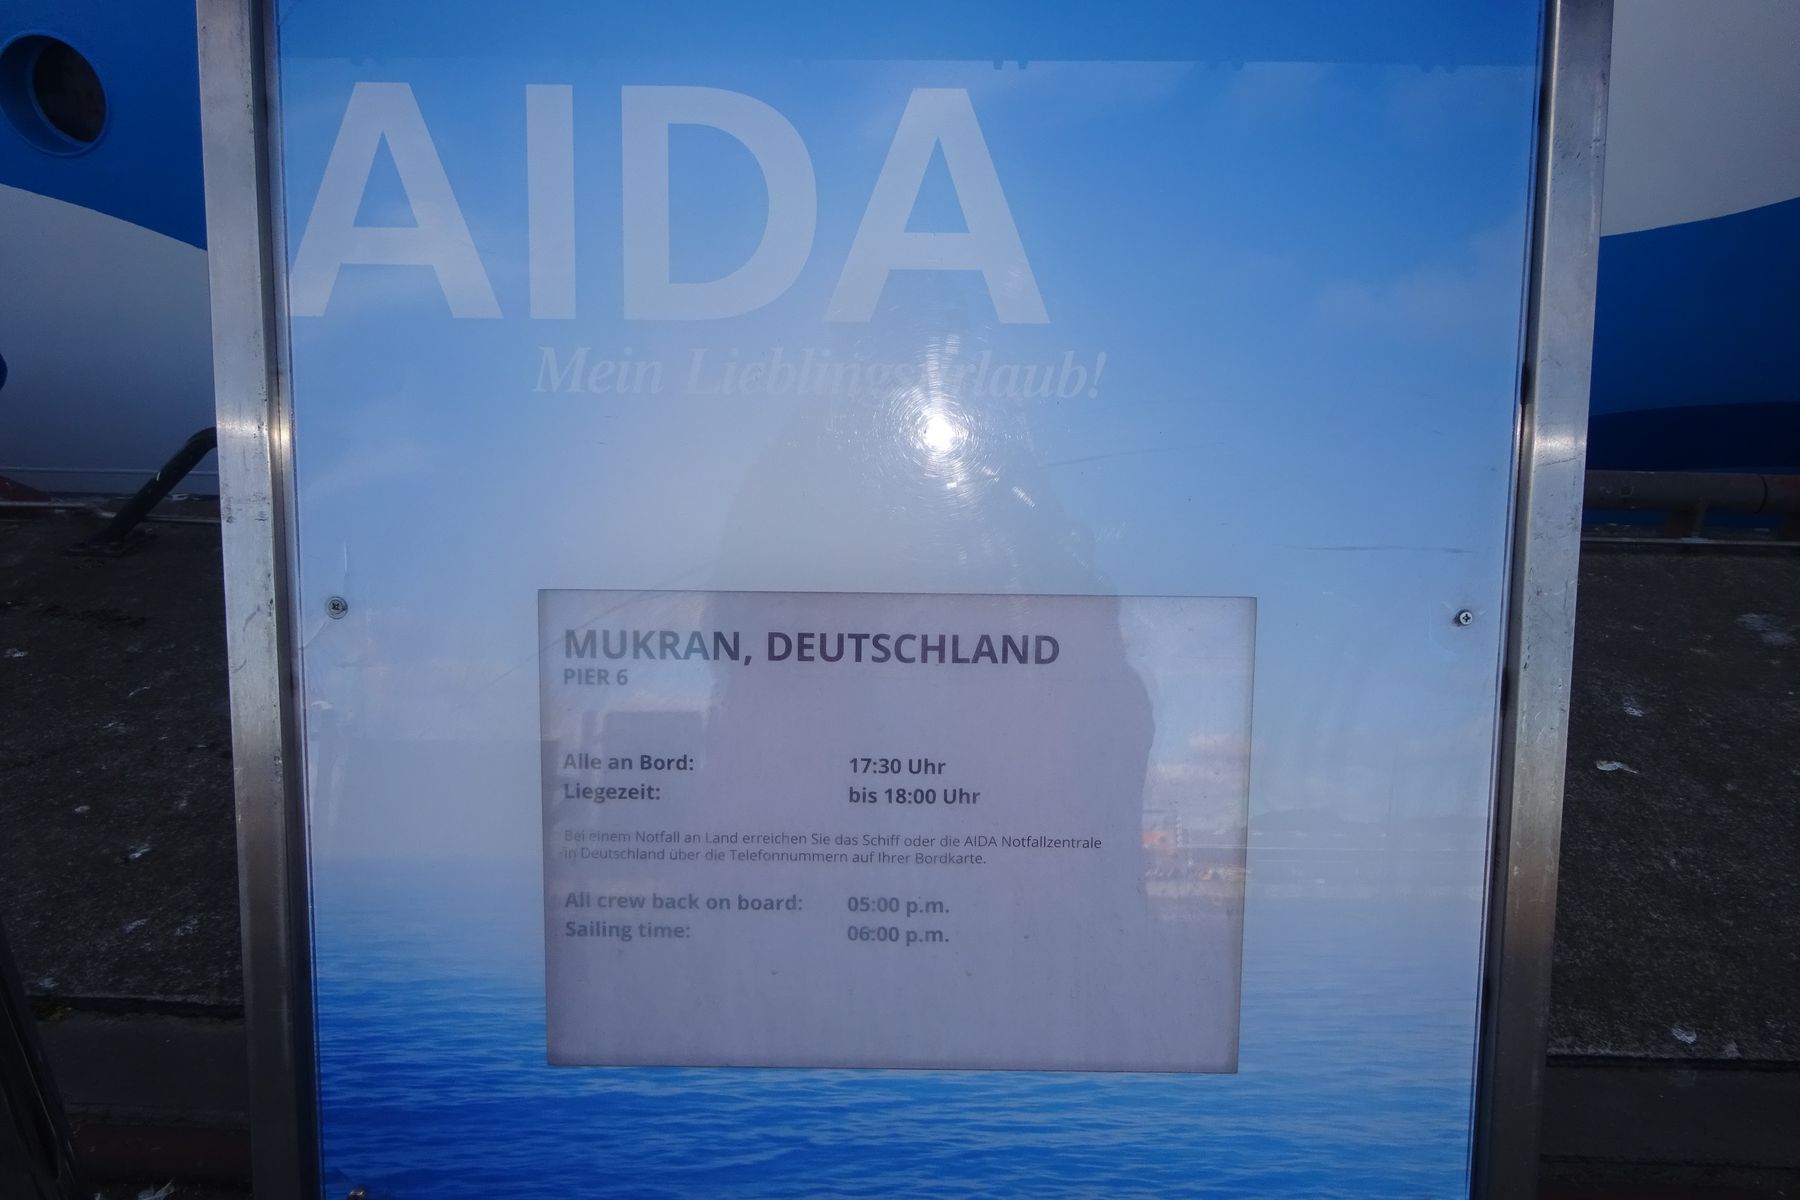 AIDA
Mein Lieblingsurlaub!
MUKRAN, DEUTSCHLAND
PIER 6
Alle an Bord: 17:30 Uhr
Liegezeit: bis 18:00 Uhr
Bei einem Notfall an Land erreichen Sie das Schiff oder die AIDA Notfallzentrale
in Deutschland über die Telefonnummern auf Ihrer Bordkarte.
All crew back on board: 05:00 p.m.
Sailing time: 06:00 p.m.